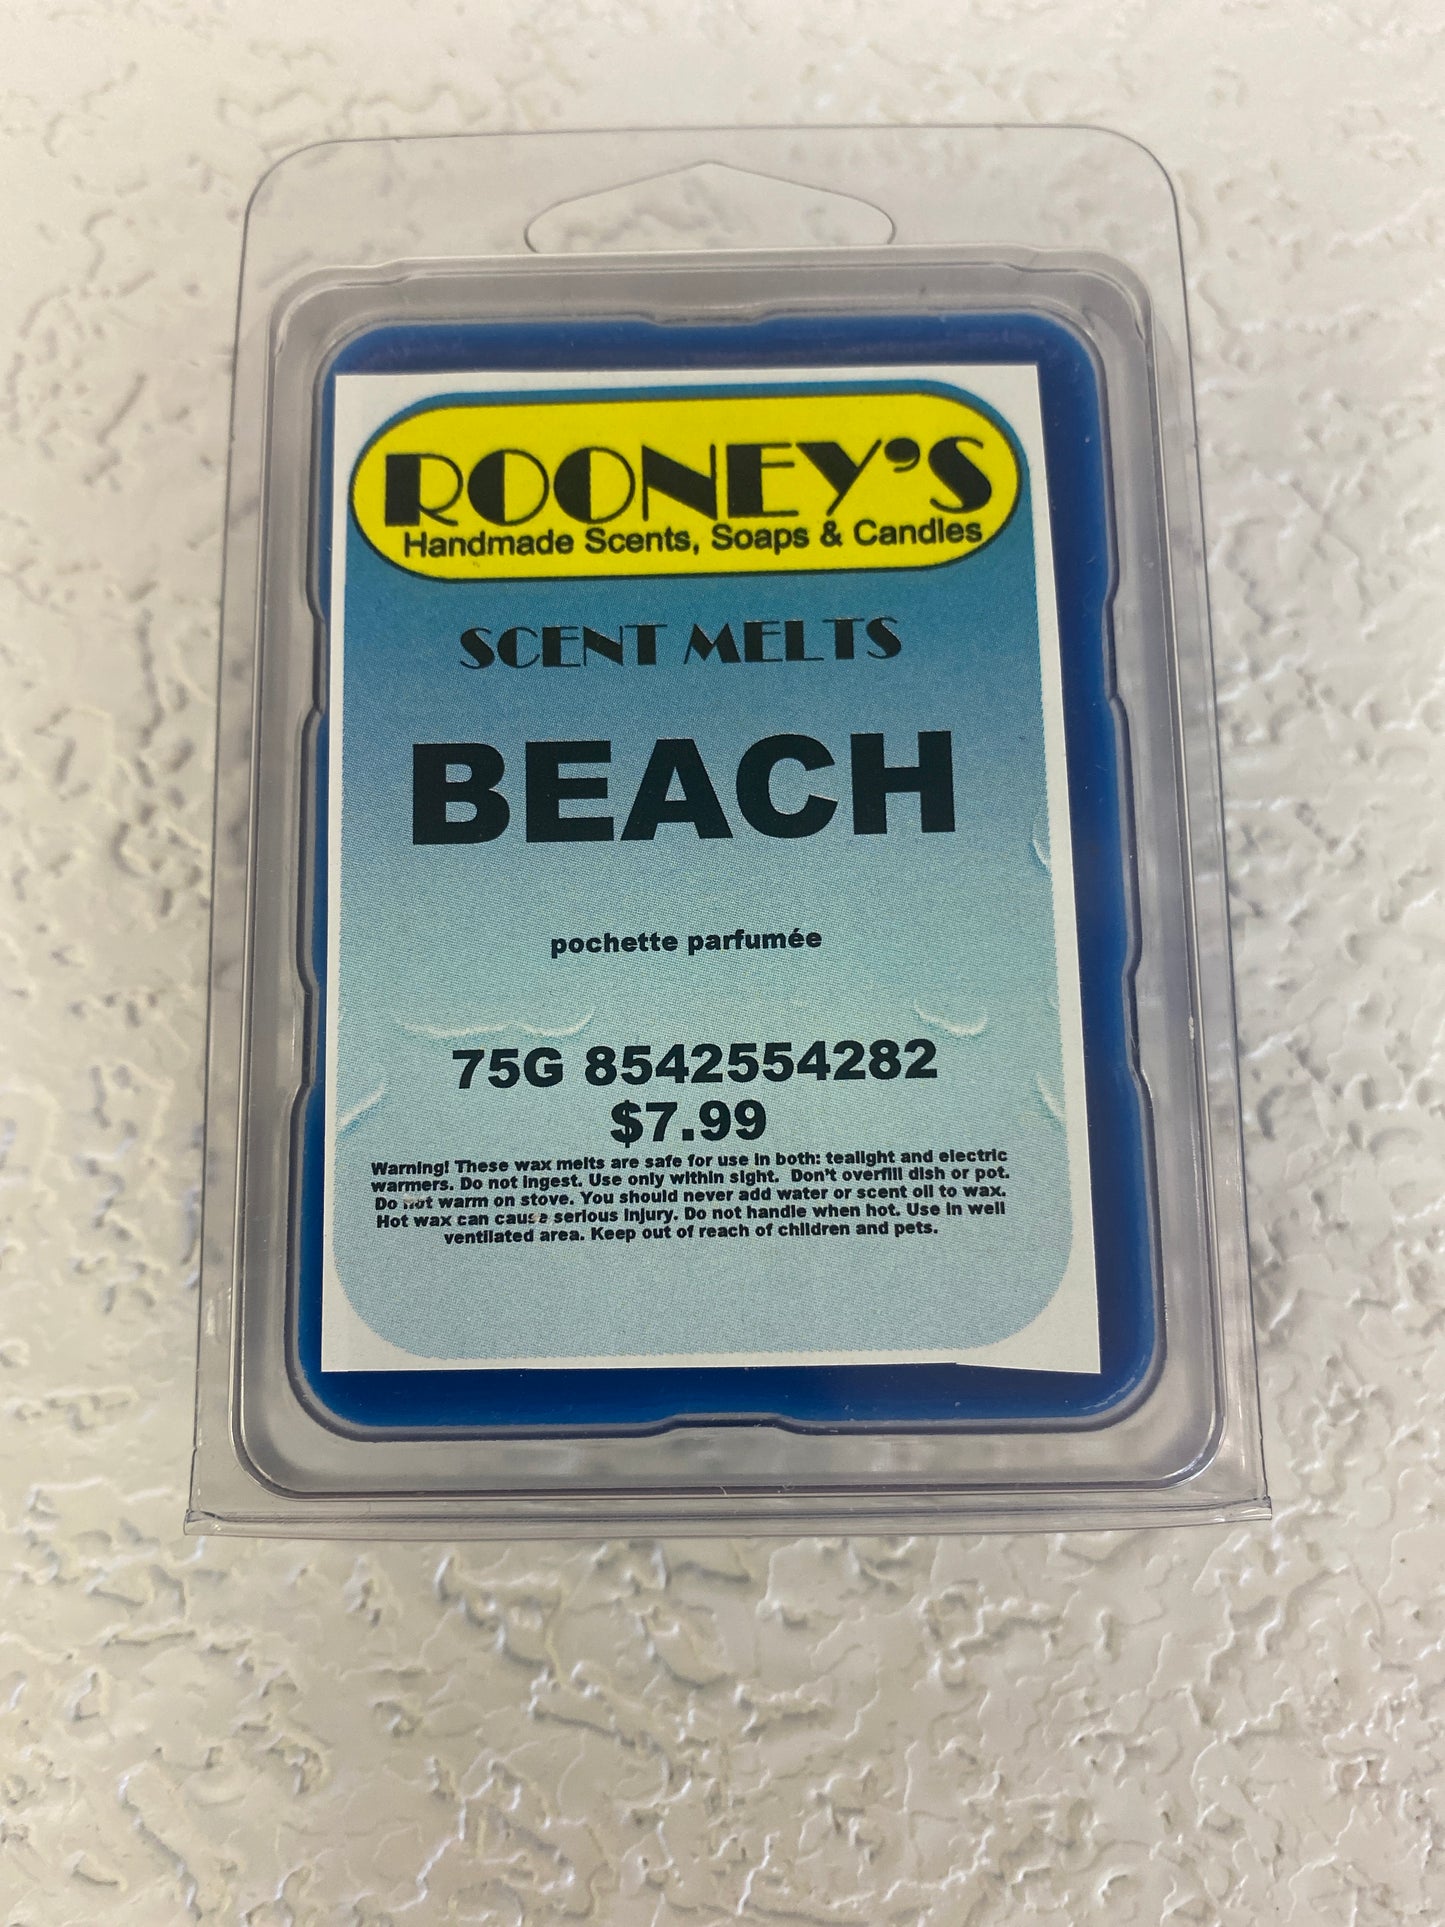 ROONEY'S
Handmade Scents, Soaps & Candles
SCENT MELTS
BEACH
pochette parfumée
75G 8542554282
$7.99
Warning! These wax melts are safe for use in both: tealight and electric
warmers. Do not ingest. Use only within sight. Don't overfill dish or pot.
Do not warm on stove. You should never add water or scent oil to wax.
Hot wax can cause serious injury. Do not handle when hot. Use in well
ventilated area. Keep out of reach of children and pets.